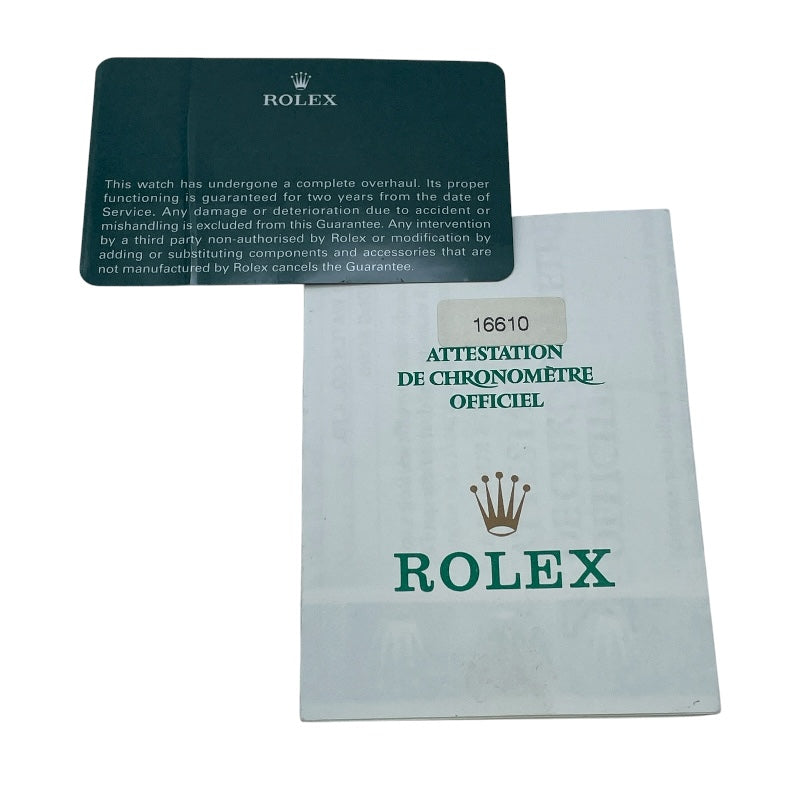 ROLEX
This watch has undergone a complete overhaul. Its proper
functioning is guaranteed for two years from the date of
Service. Any damage or deterioration due to accident or
mishandling is excluded from this Guarantee. Any intervention
by a third party non-authorised by Rolex or modification by
adding or substituting components and accessories that are
not manufactured by Rolex cancels the Guarantee.
16610
ATTESTATION
DE CHRONOMÈTRE
OFFICIEL
ROLEX